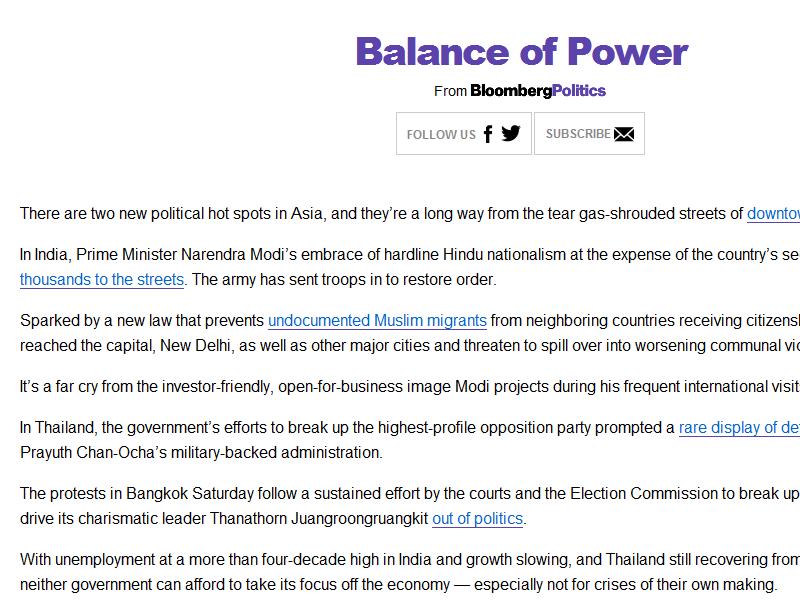 Balance of Power
From BloombergPolitics
FOLLOW US
SUBSCRIBE
There are two new political hot spots in Asia, and they’re a long way from the tear gas-shrouded streets of
In India, Prime Minister Narendra Modi’s embrace of hardline Hindu nationalism at the expense of the country’s
thousands to the streets. The army has sent troops in to restore order.
Sparked by a new law that prevents undocumented Muslim migrants from neighboring countries receiving
reached the capital, New Delhi, as well as other major cities and threaten to spill over into worsening communal
It’s a far cry from the investor-friendly, open-for-business image Modi projects during his frequent international
In Thailand, the government’s efforts to break up the highest-profile opposition party prompted a rare display of
Prayuth Chan-Ocha’s military-backed administration.
The protests in Bangkok Saturday follow a sustained effort by the courts and the Election Commission to break up
drive its charismatic leader Thanathorn Juangroongruangkit out of politics.
With unemployment at a more than four-decade high in India and growth slowing, and Thailand still recovering from
neither government can afford to take its focus off the economy — especially not for crises of their own making.